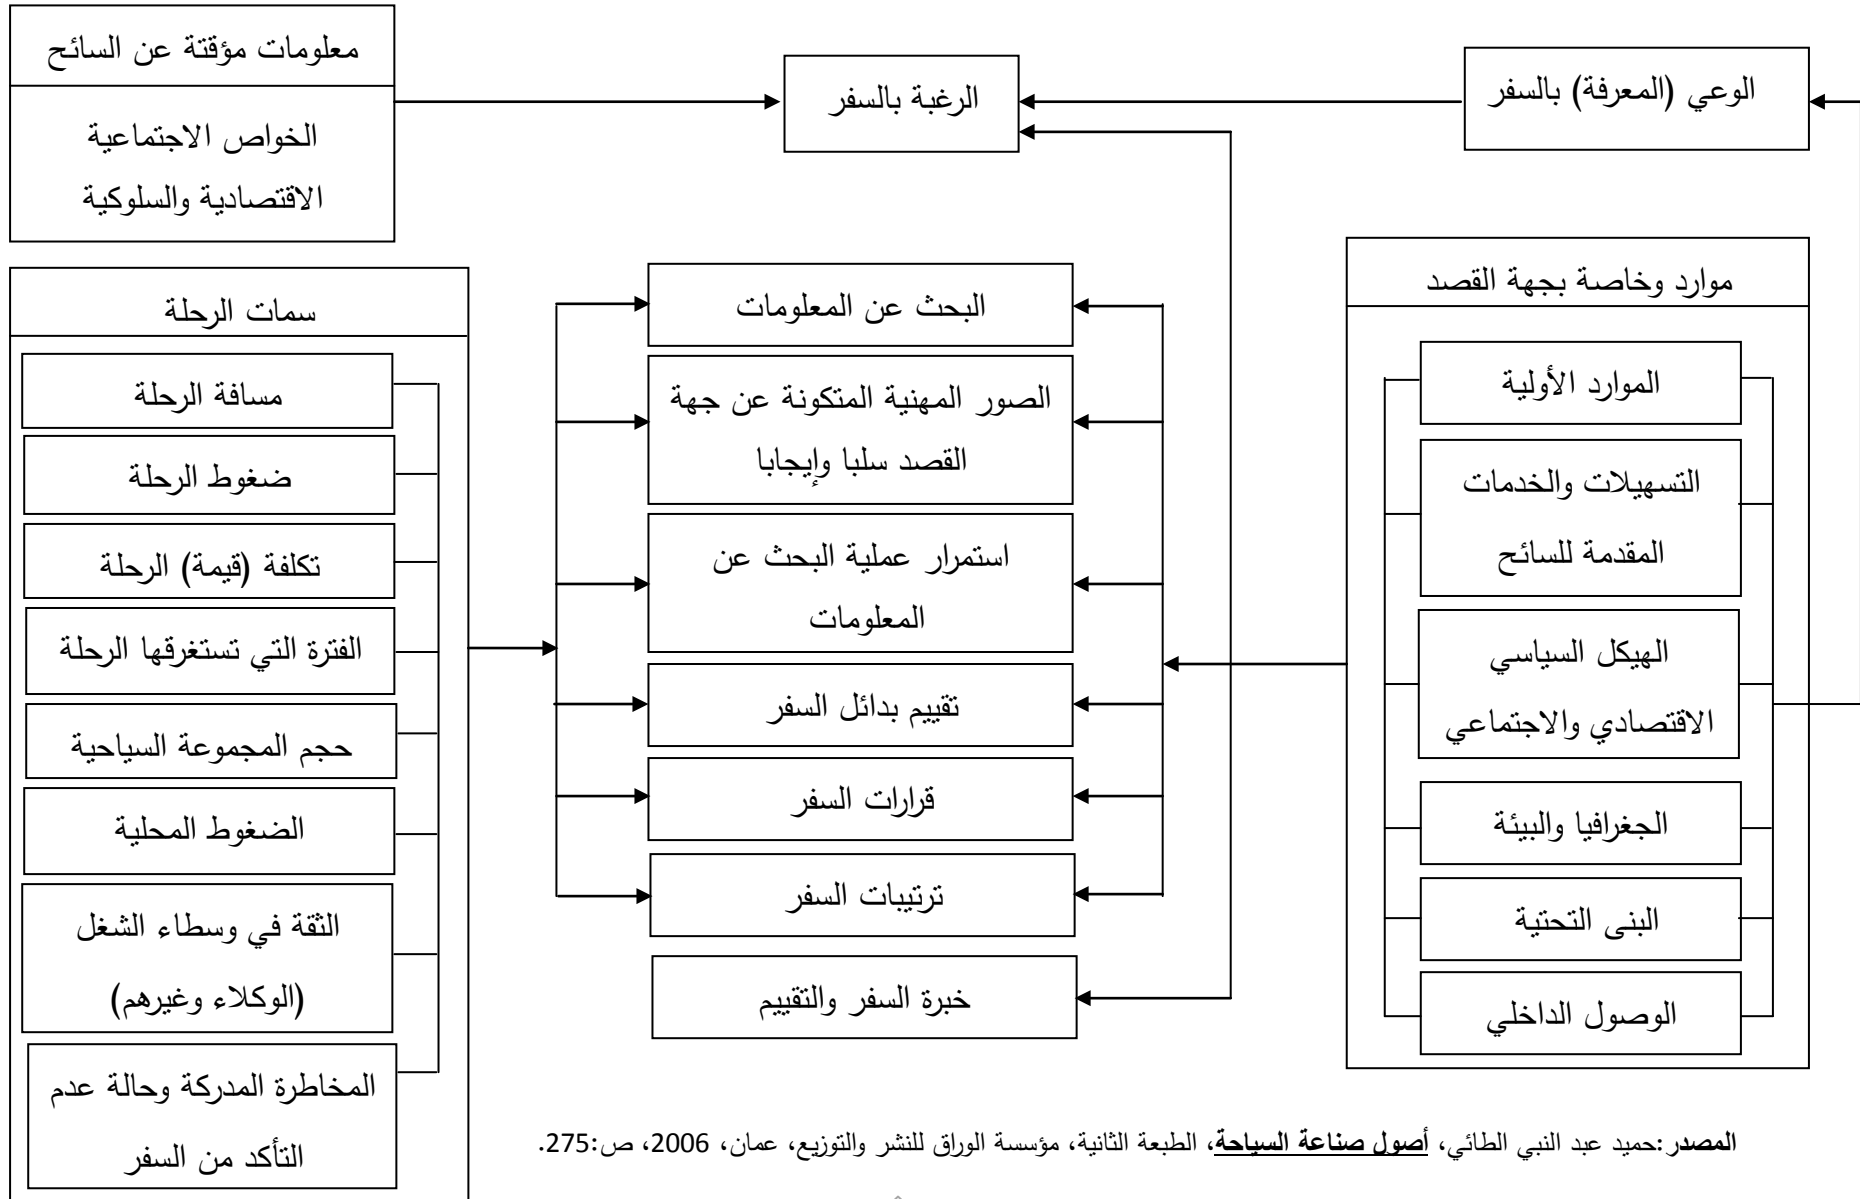 معلومات مؤقتة عن السائح
الخواص الاجتماعية
الاقتصادية والسلوكية
الرغبة بالسفر
الوعي (المعرفة) بالسفر
موارد وخاصة بجهة القصد
الموارد الأولية
التسهيلات والخدمات
المقدمة للسائح
الهيكل السياسي
الاقتصادي والاجتماعي
الجغرافيا والبيئة
البنى التحتية
الوصول الداخلي
البحث عن المعلومات
الصور المهنية المتكونة عن جهة
القصد سلبا وإيجابا
استمرار عملية البحث عن
المعلومات
تقييم بدائل السفر
قرارات السفر
ترتيبات السفر
خبرة السفر والتقييم
سمات الرحلة
مسافة الرحلة
ضغوط الرحلة
تكلفة (قيمة) الرحلة
الفترة التي تستغرقها الرحلة
حجم المجموعة السياحية
الضغوط المحلية
الثقة في وسطاء الشغل
(الوكلاء وغيرهم)
المخاطرة المدركة وحالة عدم
التأكد من السفر
المصدر:حميد عبد النبي الطائي، أصول صناعة السياحة، الطبعة الثانية، مؤسسة الوراق للنشر والتوزيع، عمان، 2006، ص:275.